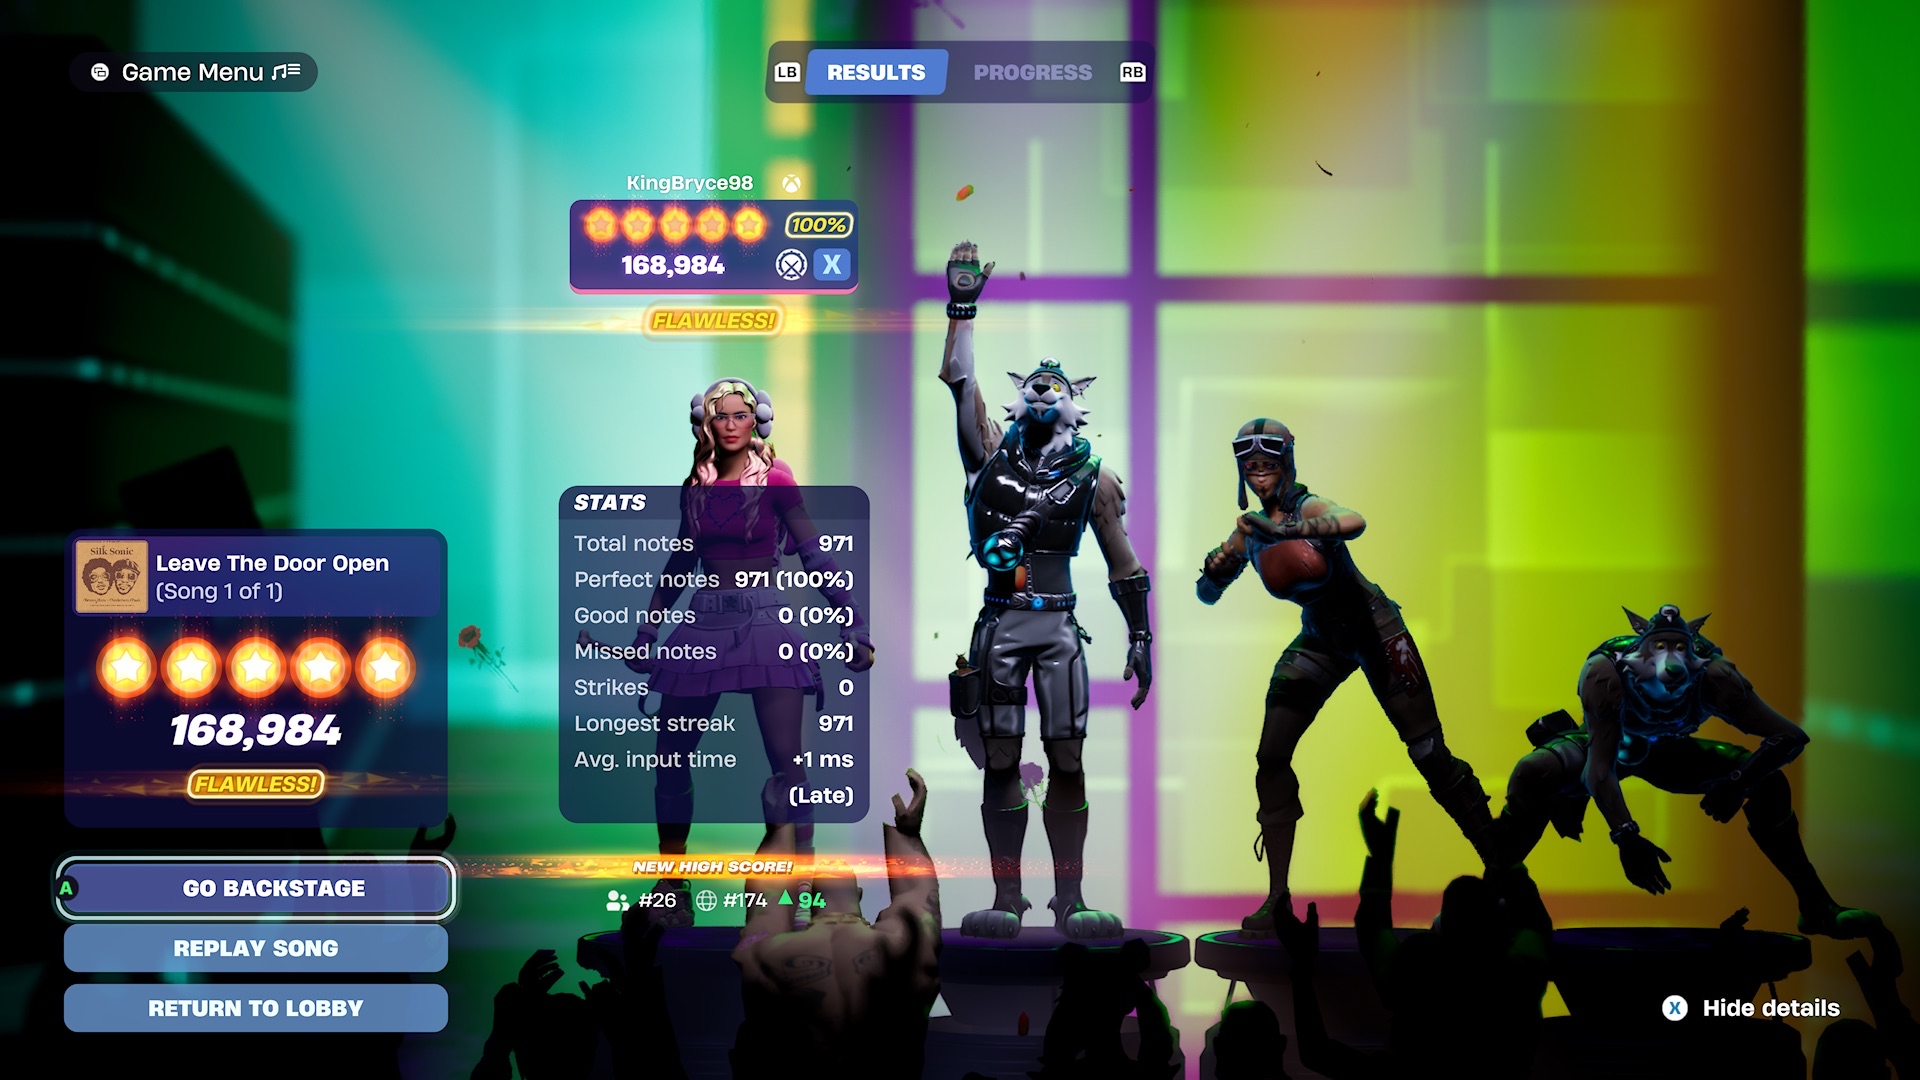 Game Menu
LB RESULTS PROGRESS RB
KingBryce98
100%
168,984 X
FLAWLESS!
STATS
Total notes 971
Perfect notes 971 (100%)
Good notes 0 (0%)
Missed notes 0 (0%)
Strikes 0
Longest streak 971
Avg. input time +1 ms
(Late)
NEW HIGH SCORE!
#26 #174 94
Silk Sonic
Leave The Door Open
(Song 1 of 1)
168,984
FLAWLESS!
A GO BACKSTAGE
REPLAY SONG
RETURN TO LOBBY
X Hide details